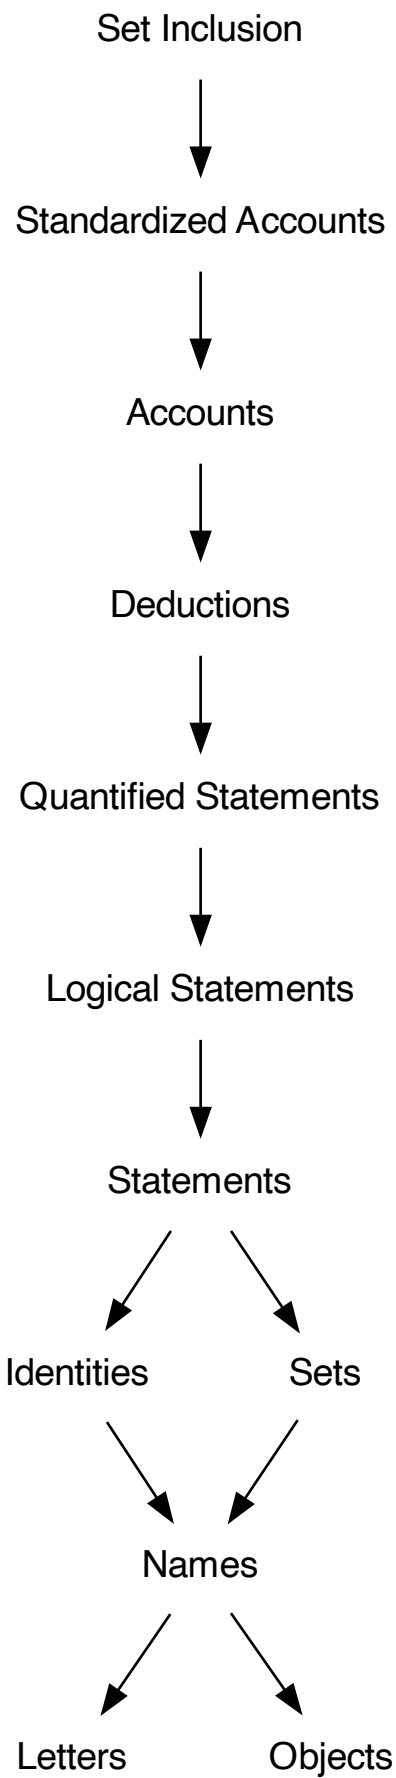 Set Inclusion
Standardized Accounts
Accounts
Deductions
Quantified Statements
Logical Statements
Statements
Identities Sets
Names
Letters Objects